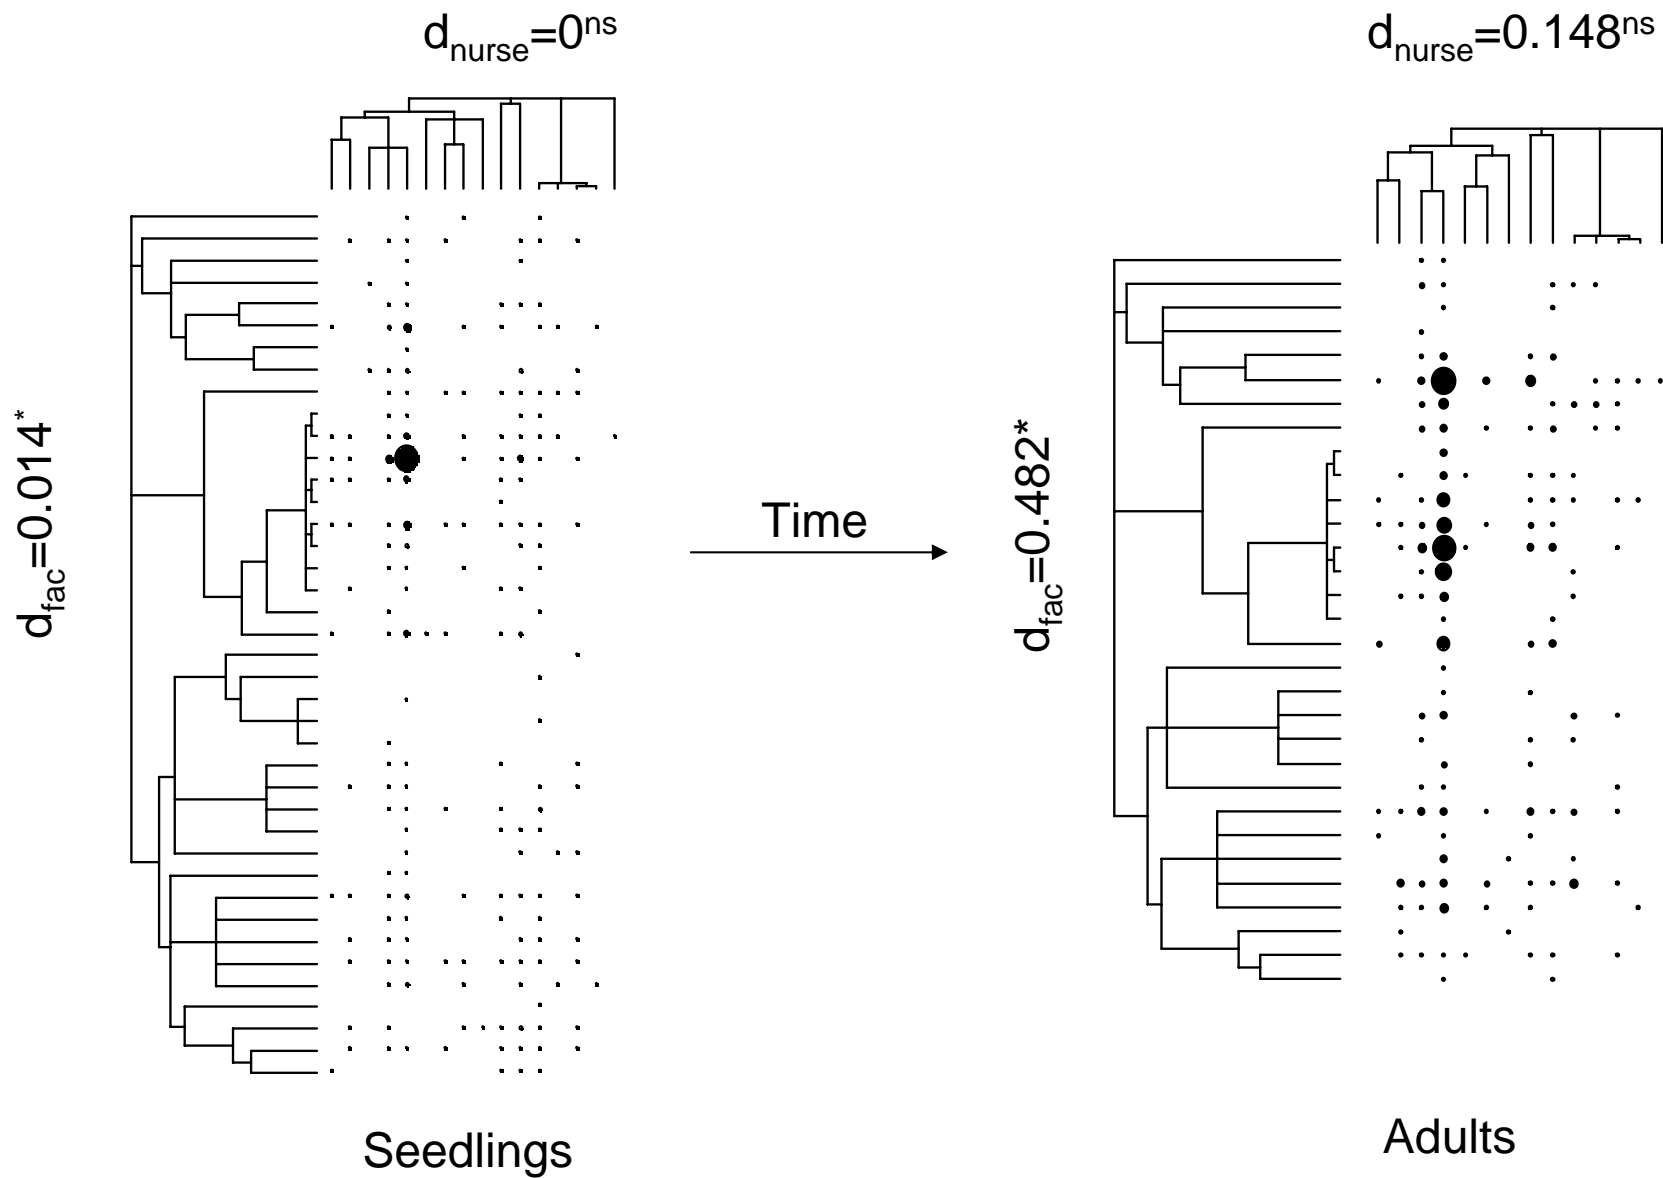 d_nurse=0^ns
d_nurse=0.148^ns
d_fac=0.014*
Time
d_fac=0.482*
Seedlings
Adults